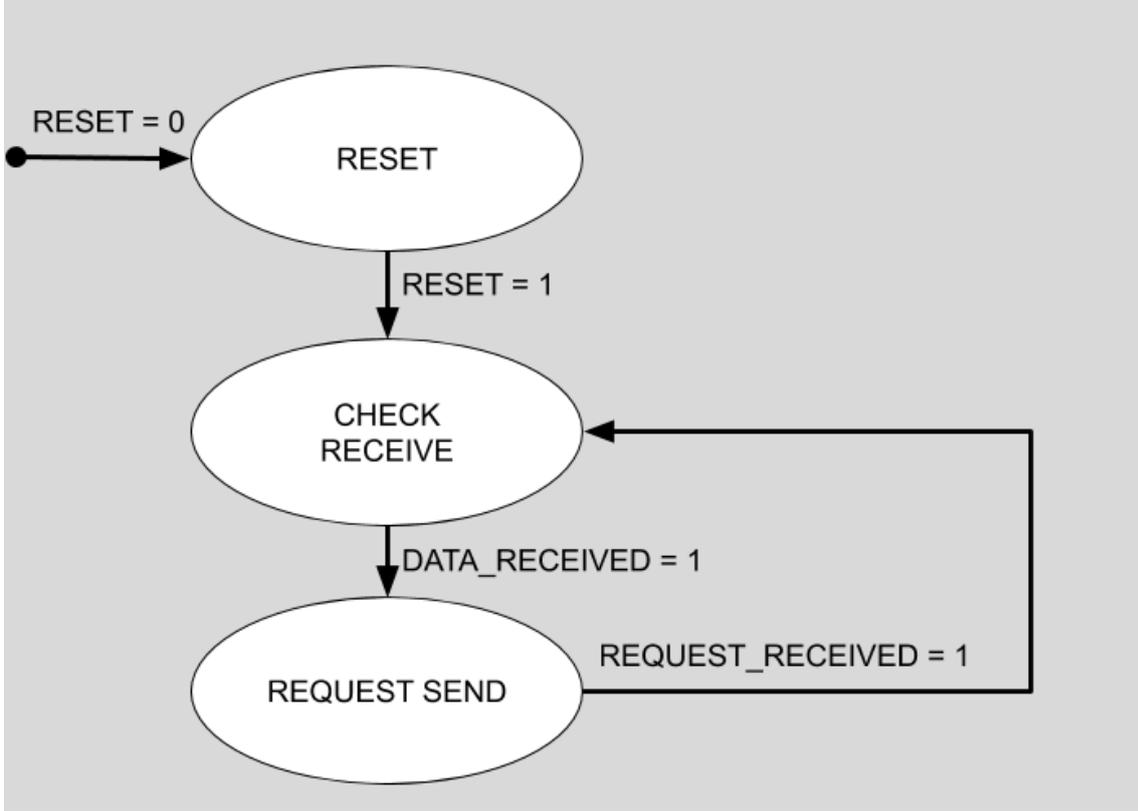 RESET = 0
RESET
RESET = 1
CHECK
RECEIVE
DATA_RECEIVED = 1
REQUEST_RECEIVED = 1
REQUEST SEND